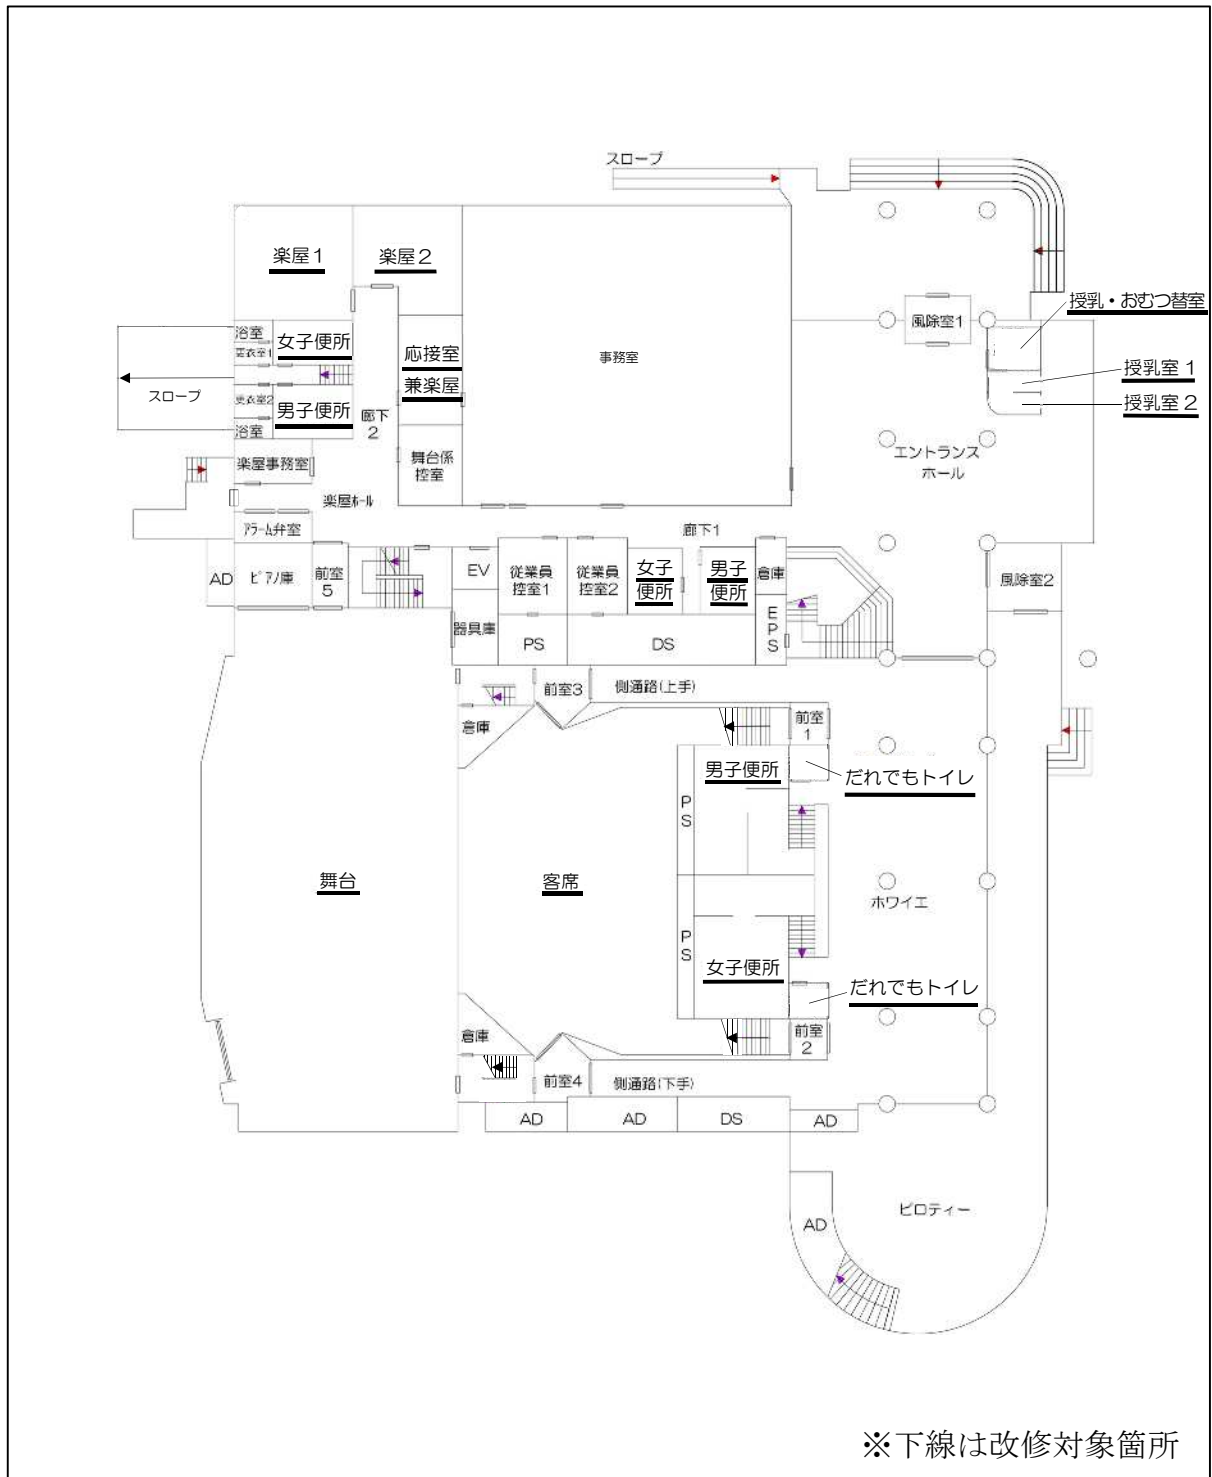 スロープ
楽屋1
楽屋2
授乳・おむつ替室
風除室1
浴室
女子便所
更衣室1
応接室
兼楽屋
事務室
授乳室1
スロープ
更衣室2
男子便所
授乳室2
廊下
2
浴室
エントランス
ホール
楽屋事務室
舞台係
控室
楽屋ﾎｰﾙ
ｱﾗｰﾑ弁室
廊下1
AD
ﾋﾟｱﾉ庫
前室
5
EV
従業員
控室1
従業員
控室2
女子
便所
男子
便所
倉庫
風除室2
器具庫
PS
DS
EPS
前室3
側通路(上手)
倉庫
前室
1
男子便所
だれでもトイレ
PS
舞台
客席
ホワイエ
PS
女子便所
だれでもトイレ
倉庫
前室
2
前室4
側通路(下手)
AD
AD
DS
AD
ピロティー
AD
※下線は改修対象箇所